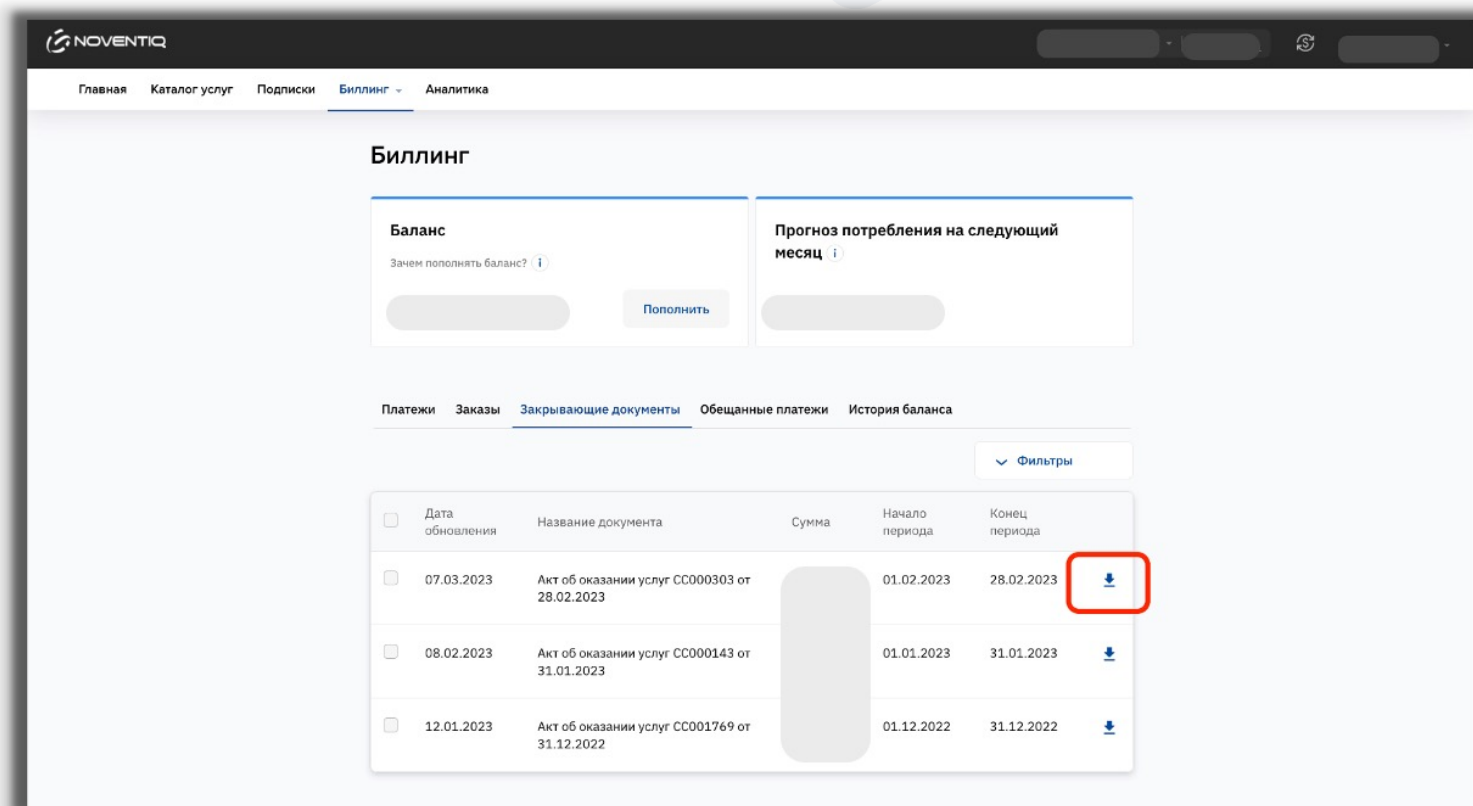 NOVENTIQ
Главная Каталог услуг Подписки Биллинг Аналитика
Биллинг
Баланс
Зачем пополнять баланс? i
Пополнить
Прогноз потребления на следующий
месяц i
Платежи Заказы Закрывающие документы Обещанные платежи История баланса
Фильтры
Дата
обновления
Название документа
Сумма
Начало
периода
Конец
периода
07.03.2023
Акт об оказании услуг СС000303 от
28.02.2023
01.02.2023
28.02.2023
08.02.2023
Акт об оказании услуг СС000143 от
31.01.2023
01.01.2023
31.01.2023
12.01.2023
Акт об оказании услуг СС001769 от
31.12.2022
01.12.2022
31.12.2022